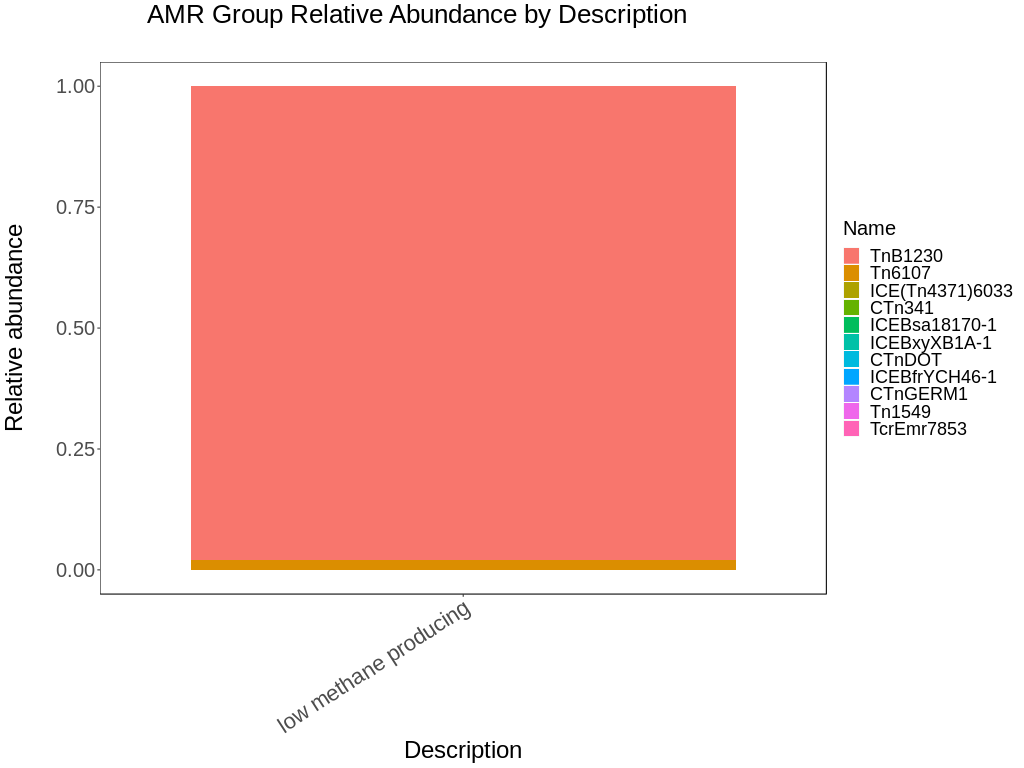 AMR Group Relative Abundance by Description
Relative abundance
1.00
0.75
0.50
0.25
0.00
low methane producing
Description
Name
TnB1230
Tn6107
ICE(Tn4371)6033
CTn341
ICEBsa18170-1
ICEBxyXB1A-1
CTnDOT
ICEBfrYCH46-1
CTnGERM1
Tn1549
TcrEmr7853